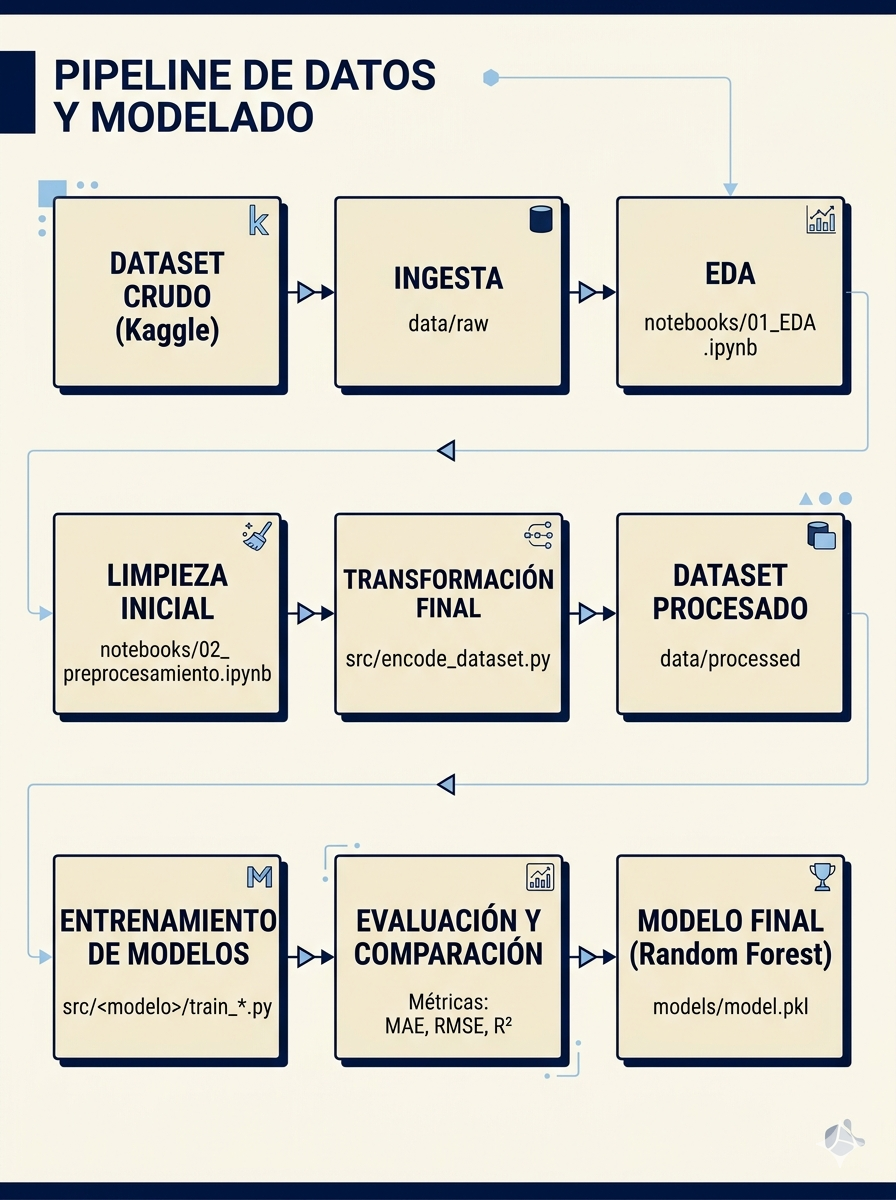 PIPELINE DE DATOS
Y MODELADO
k
DATASET
CRUDO
(Kaggle)
INGESTA
data/raw
EDA
notebooks/01_EDA
.ipynb
LIMPIEZA
INICIAL
notebooks/02_
preprocesamiento.ipynb
TRANSFORMACIÓN
FINAL
src/encode_dataset.py
DATASET
PROCESADO
data/processed
M
ENTRENAMIENTO
DE MODELOS
src/<modelo>/train_*.py
EVALUACIÓN Y
COMPARACIÓN
Métricas:
MAE, RMSE, R²
MODELO FINAL
(Random Forest)
models/model.pkl